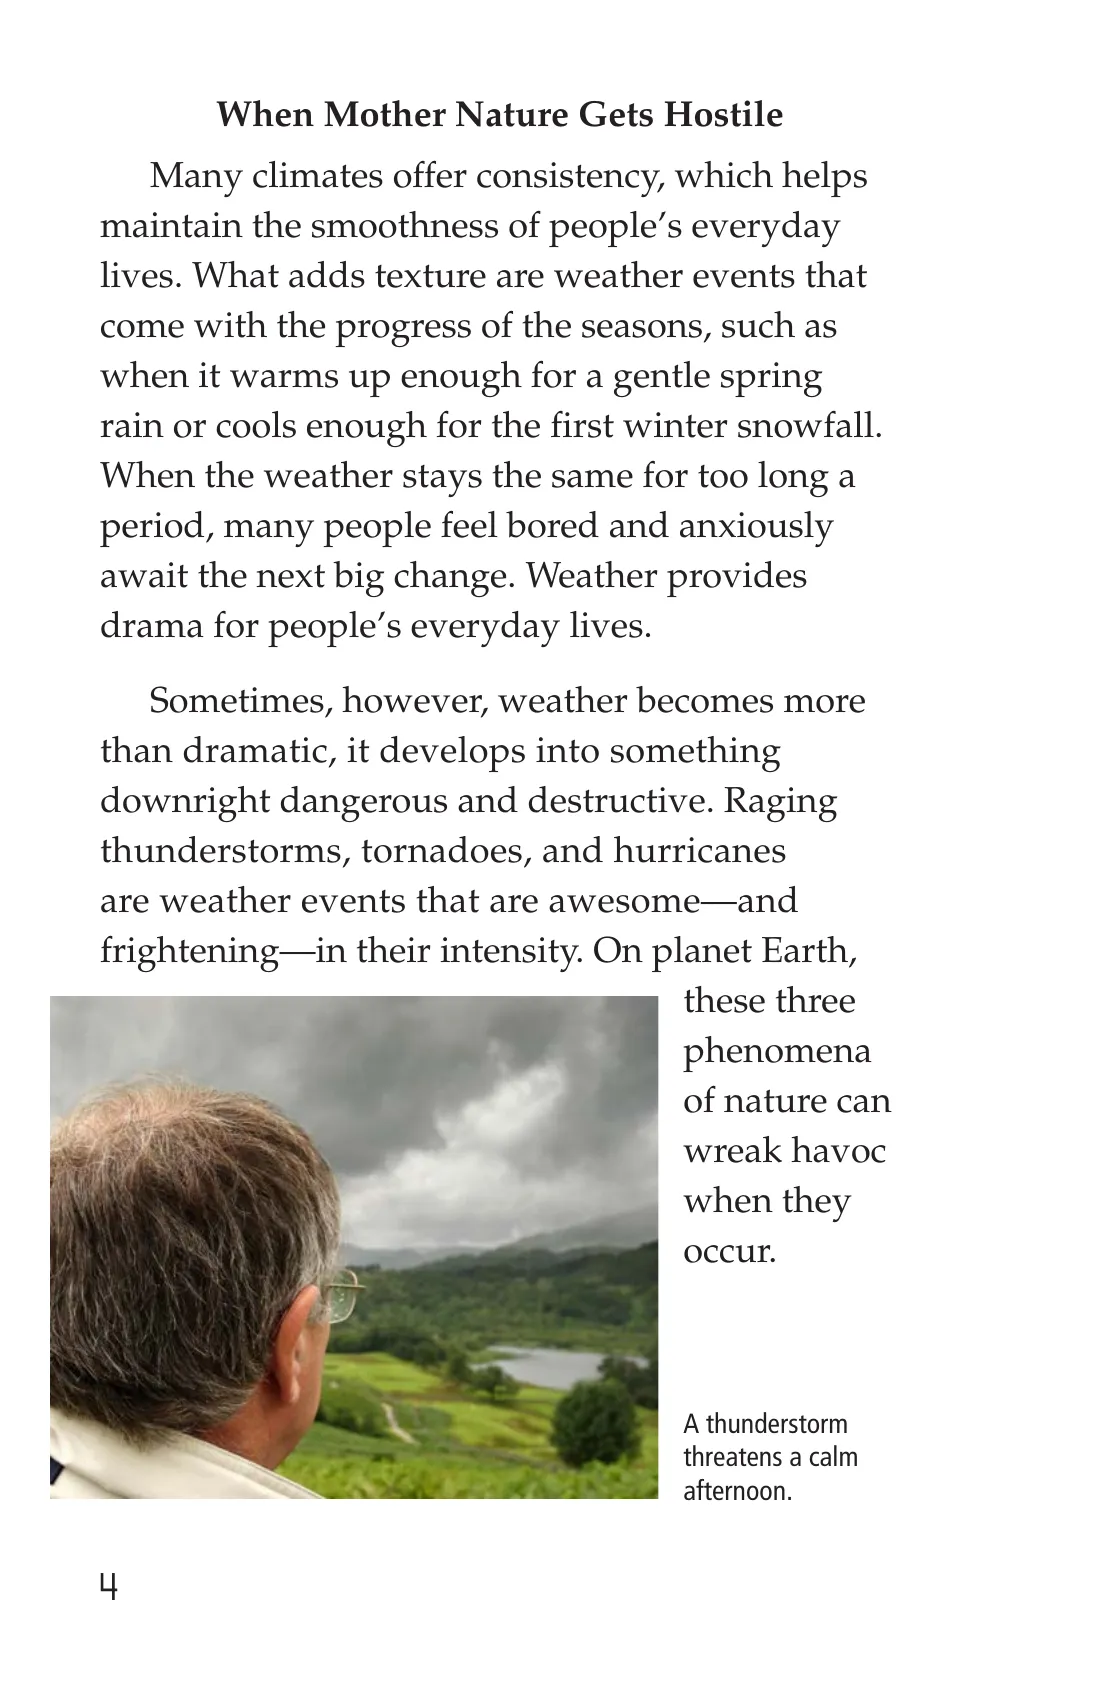 When Mother Nature Gets Hostile
Many climates offer consistency, which helps
maintain the smoothness of people’s everyday
lives. What adds texture are weather events that
come with the progress of the seasons, such as
when it warms up enough for a gentle spring
rain or cools enough for the first winter snowfall.
When the weather stays the same for too long a
period, many people feel bored and anxiously
await the next big change. Weather provides
drama for people’s everyday lives.
Sometimes, however, weather becomes more
than dramatic, it develops into something
downright dangerous and destructive. Raging
thunderstorms, tornadoes, and hurricanes
are weather events that are awesome—and
frightening—in their intensity. On planet Earth,
these three
phenomena
of nature can
wreak havoc
when they
occur.
A thunderstorm
threatens a calm
afternoon.
4